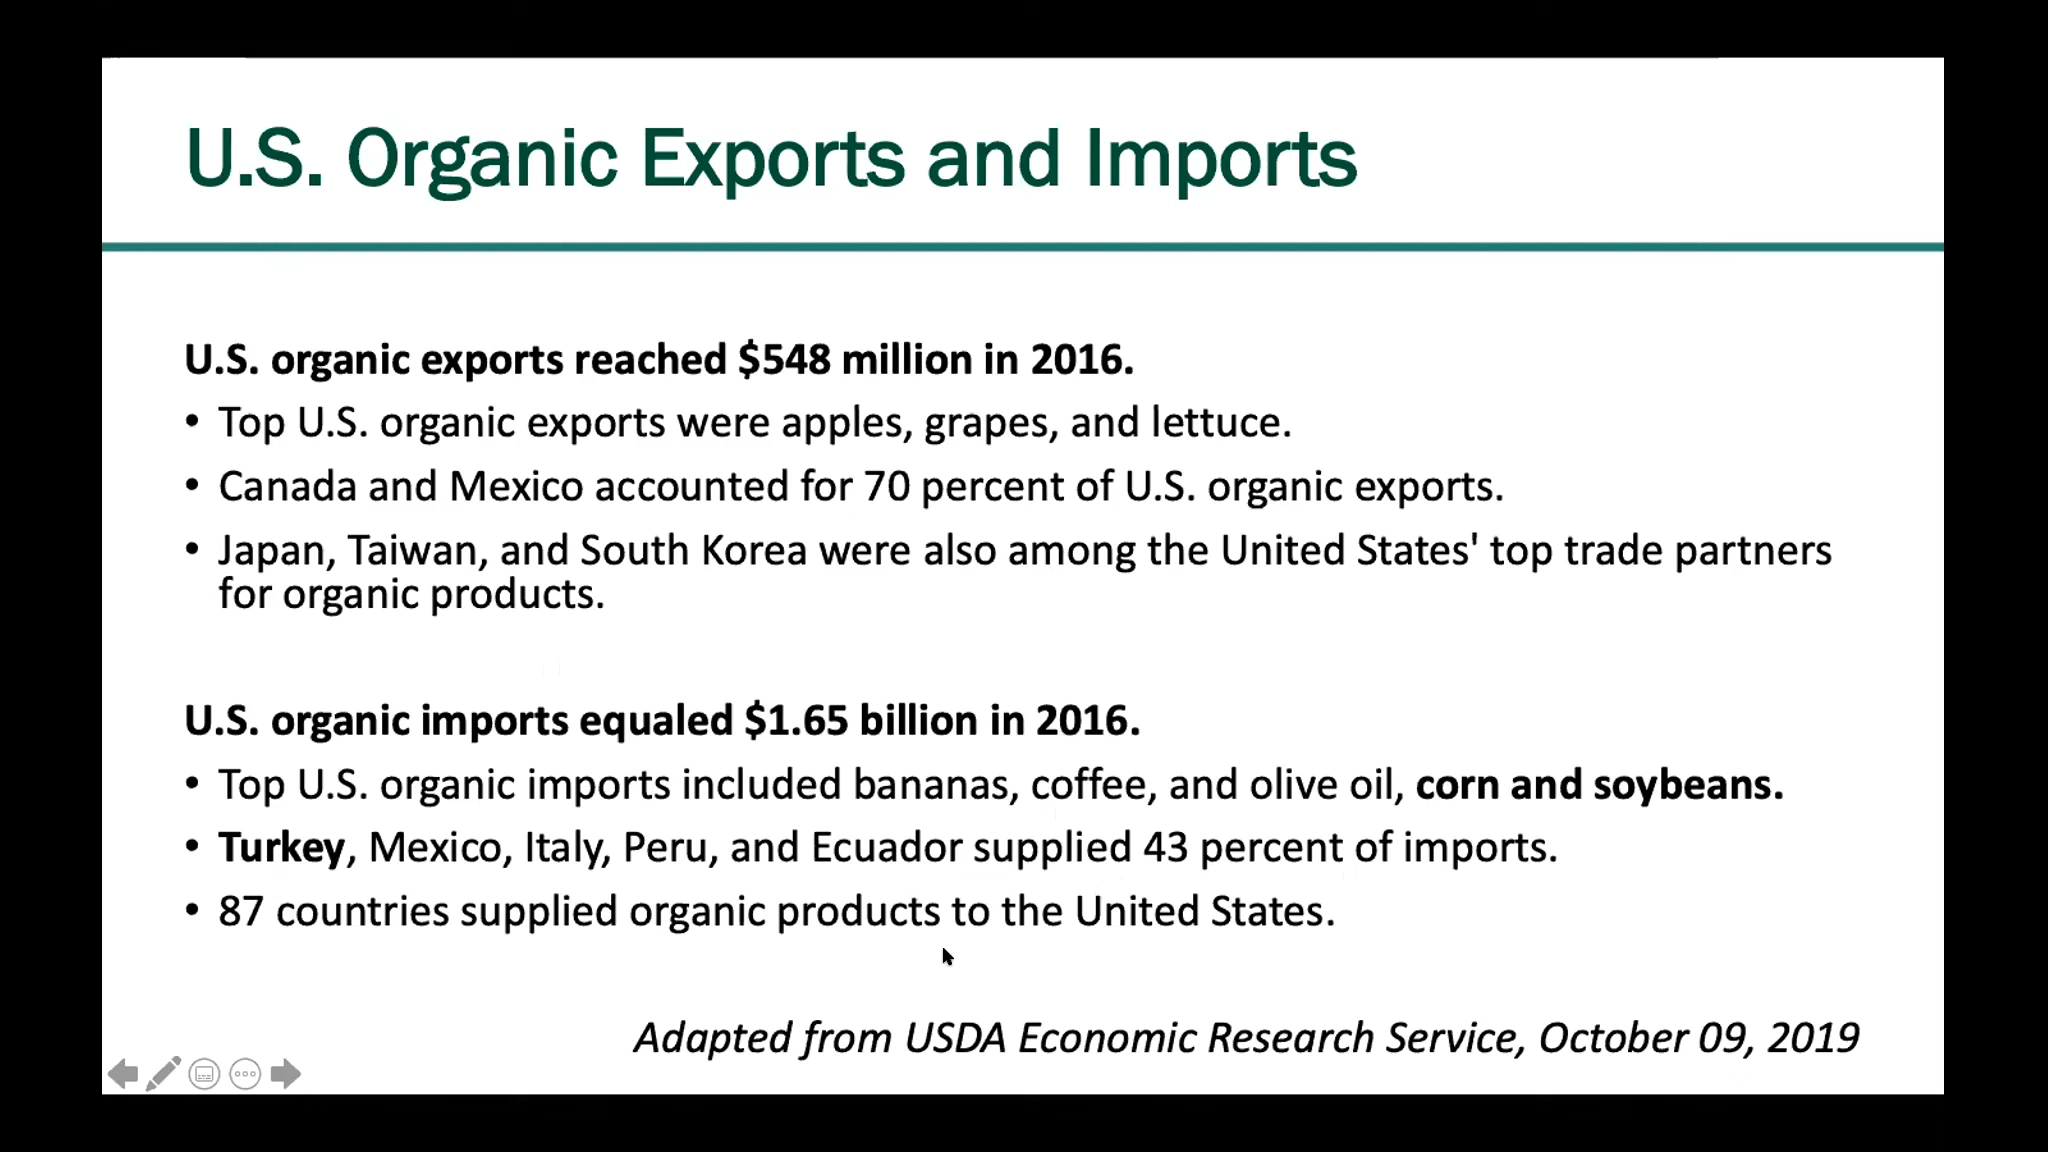 U.S. Organic Exports and Imports
U.S. organic exports reached $548 million in 2016.
• Top U.S. organic exports were apples, grapes, and lettuce.
• Canada and Mexico accounted for 70 percent of U.S. organic exports.
• Japan, Taiwan, and South Korea were also among the United States' top trade partners
for organic products.
U.S. organic imports equaled $1.65 billion in 2016.
• Top U.S. organic imports included bananas, coffee, and olive oil, corn and soybeans.
• Turkey, Mexico, Italy, Peru, and Ecuador supplied 43 percent of imports.
• 87 countries supplied organic products to the United States.
Adapted from USDA Economic Research Service, October 09, 2019